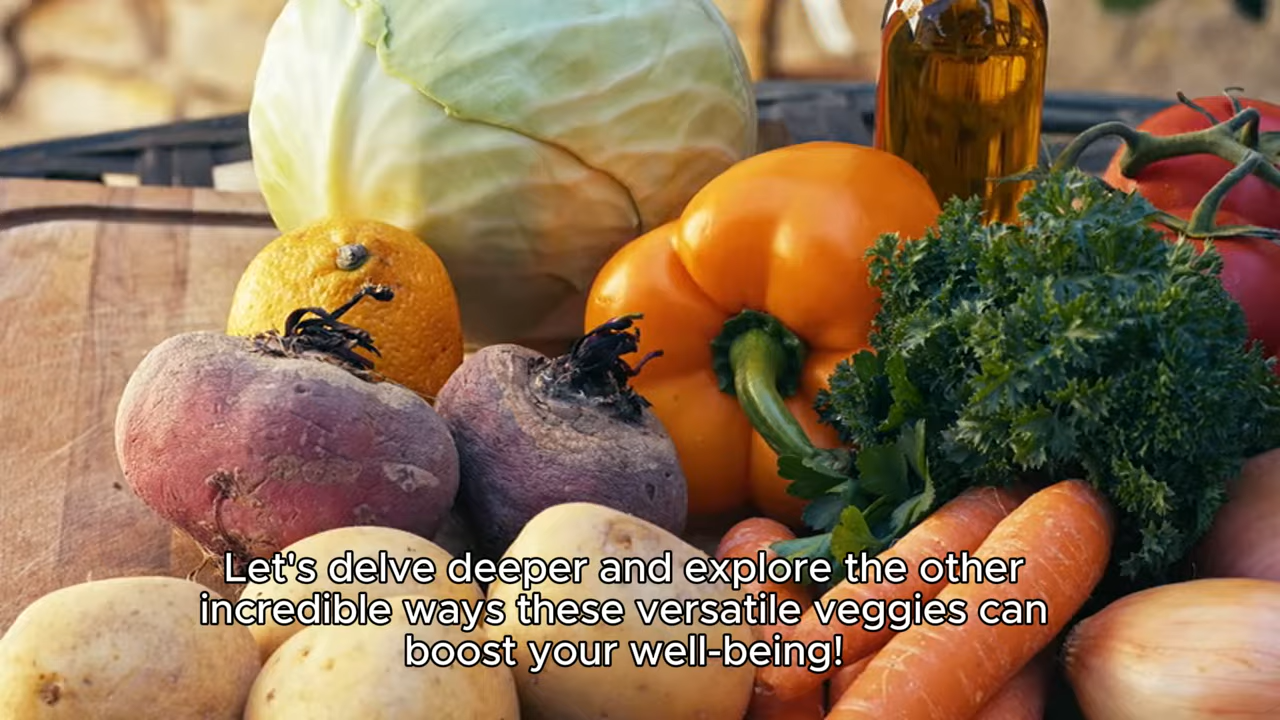 Let's delve deeper and explore the other
incredible ways these versatile veggies can
boost your well-being!